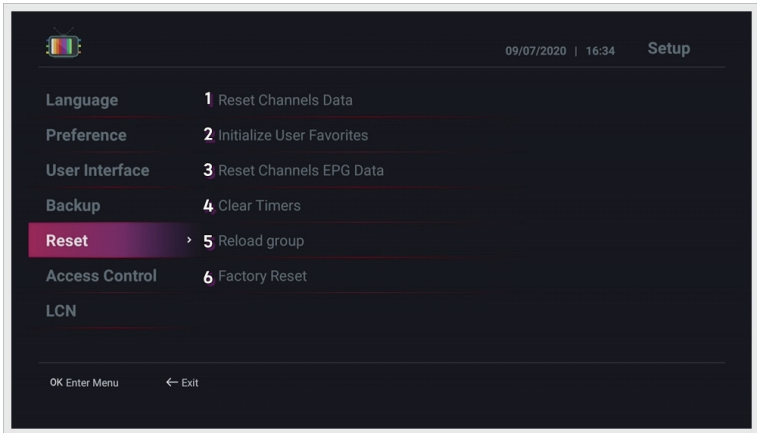 09/07/2020 | 16:34 Setup
Language
Preference
User Interface
Backup
Reset ›
Access Control
LCN
1 Reset Channels Data
2 Initialize User Favorites
3 Reset Channels EPG Data
4 Clear Timers
5 Reload group
6 Factory Reset
OK Enter Menu ← Exit